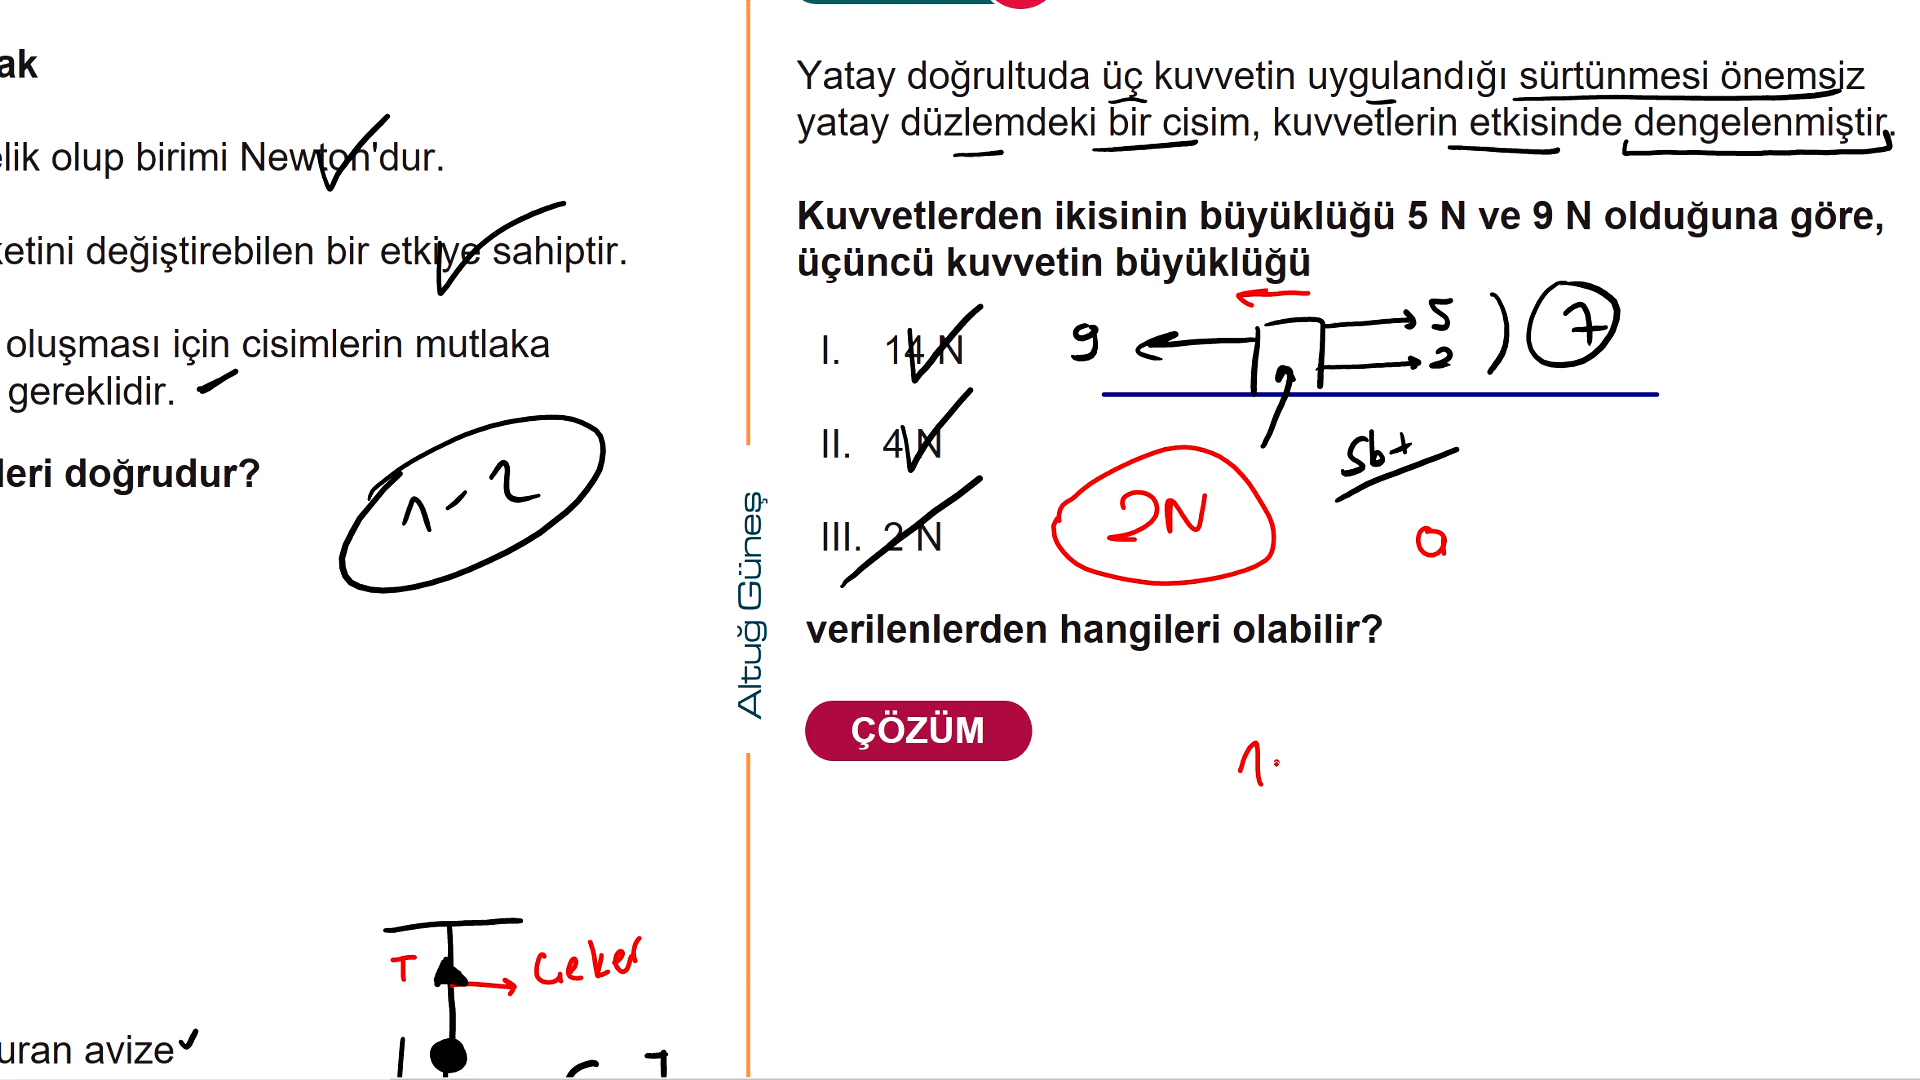 ak
elik olup birimi Newton'dur.
ketini değiştirebilen bir etkiye sahiptir.
oluşması için cisimlerin mutlaka
gereklidir.
leri doğrudur?
1-2
T
Çeker
uran avize
Altuğ Güneş
Yatay doğrultuda üç kuvvetin uygulandığı sürtünmesi önemsiz
yatay düzlemdeki bir cisim, kuvvetlerin etkisinde dengelenmiştir.
Kuvvetlerden ikisinin büyüklüğü 5 N ve 9 N olduğuna göre,
üçüncü kuvvetin büyüklüğü
9
5
2
7
I. 14 N
II. 4 N
III. 2 N
2N
verilenlerden hangileri olabilir?
ÇÖZÜM
1.